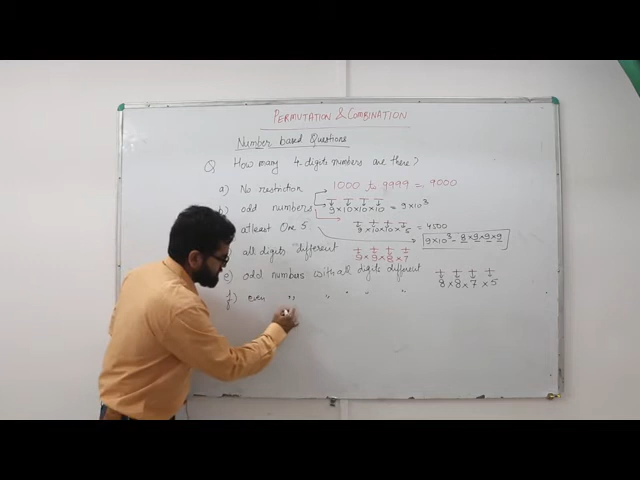 PERMUTATION & COMBINATION
Number based Questions
Q How many 4-digits numbers are there?
a) No restriction 1000 to 9999 = 9000
9×10×10×10 = 9×10³
b) odd numbers
9×10×10×5 = 4500
atleast One 5 9×10³ - 8×9×9×9
all digits different 9×9×8×7
e) odd numbers with all digits different 8×8×7×5
f) even " " " " "